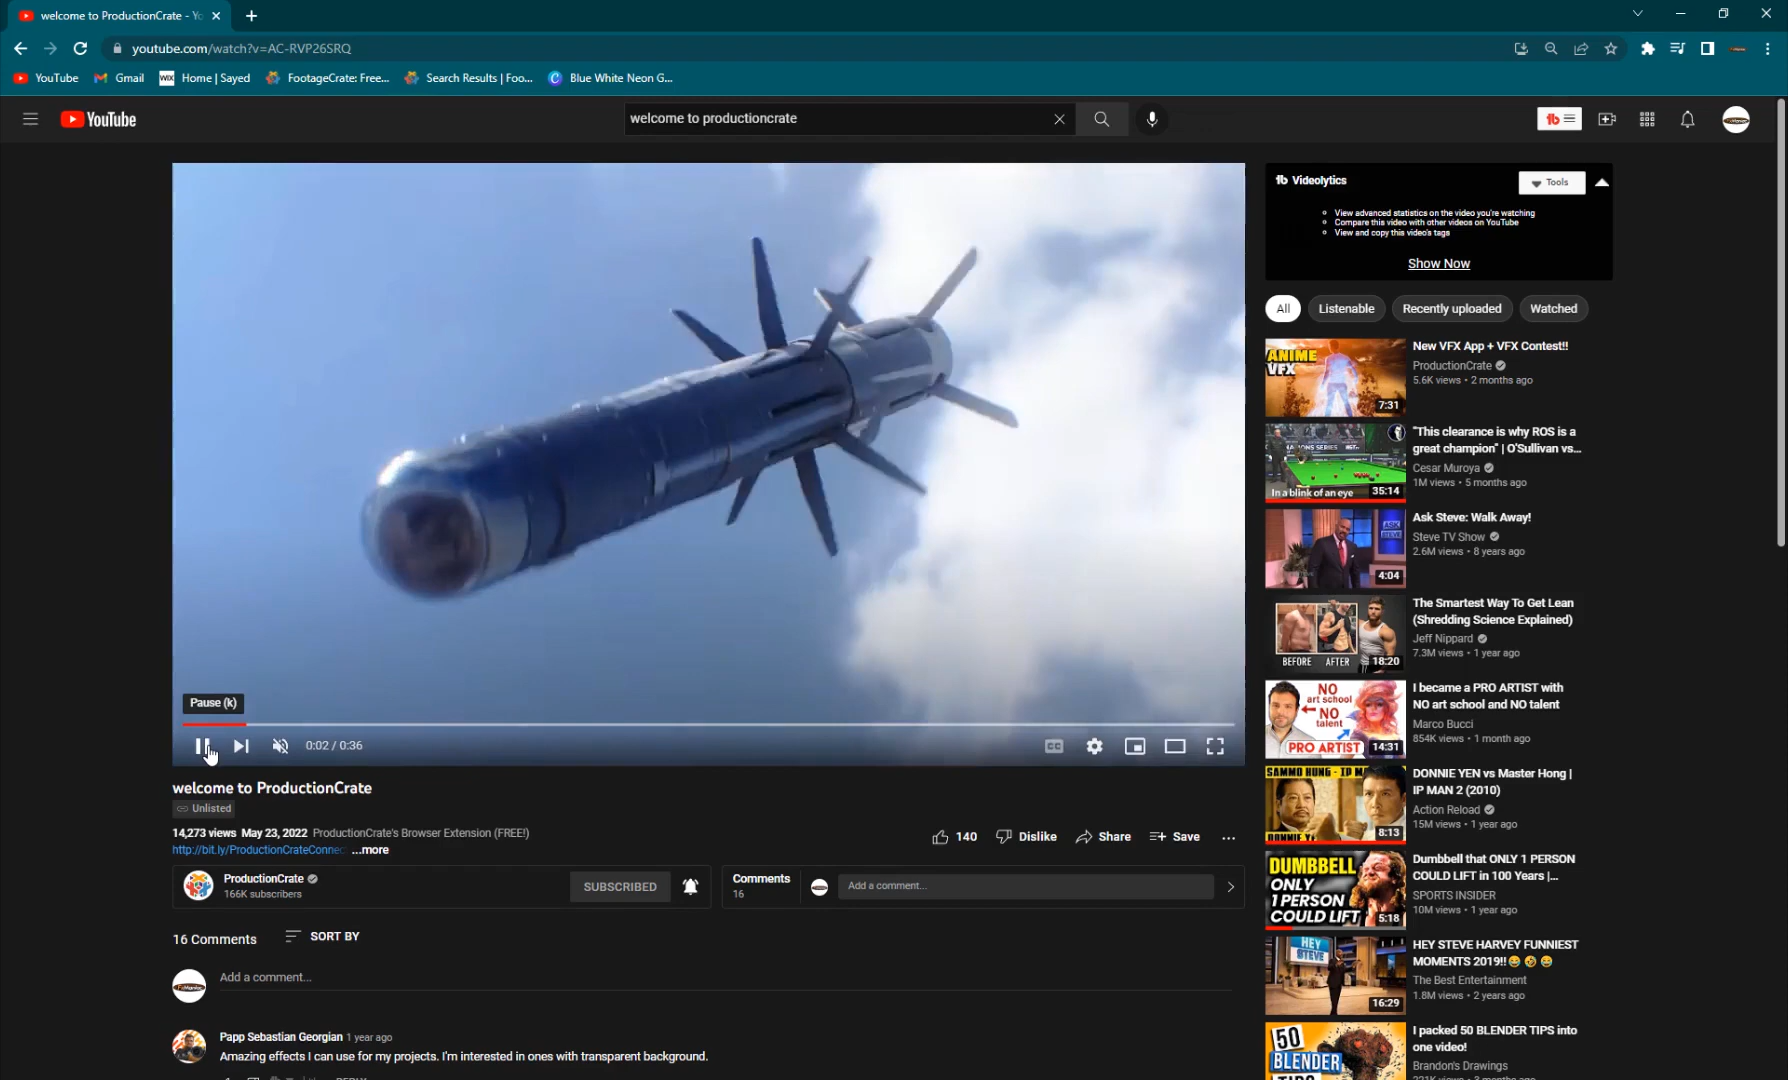 welcome to ProductionCrate - Yo
youtube.com/watch?v=AC-RVP26SRQ
YouTube
Gmail
WIX Home | Sayed
FootageCrate: Free...
Search Results | Foo...
Blue White Neon G...
YouTube
welcome to productioncrate
tb
tb Videolytics
Tools
View advanced statistics on the video you're watching
Compare this video with other videos on YouTube
View and copy this video's tags
Show Now
All
Listenable
Recently uploaded
Watched
Pause (k)
0:02 / 0:36
CC
welcome to ProductionCrate
Unlisted
14,273 views May 23, 2022 ProductionCrate's Browser Extension (FREE!)
http://bit.ly/ProductionCrateConnec ...more
140
Dislike
Share
Save
ProductionCrate
166K subscribers
SUBSCRIBED
Comments
16
Add a comment...
16 Comments
SORT BY
Add a comment...
Papp Sebastian Georgian 1 year ago
Amazing effects I can use for my projects. I'm interested in ones with transparent background.
ANIME
VFX
7:31
New VFX App + VFX Contest!!
ProductionCrate
5.6K views • 2 months ago
In a blink of an eye
35:14
"This clearance is why ROS is a
great champion" | O'Sullivan vs...
Cesar Muroya
1M views • 5 months ago
ASK
STEVE
4:04
Ask Steve: Walk Away!
Steve TV Show
2.6M views • 8 years ago
BEFORE
AFTER
18:20
The Smartest Way To Get Lean
(Shredding Science Explained)
Jeff Nippard
7.3M views • 1 year ago
NO
art school
NO
talent
PRO ARTIST
14:31
I became a PRO ARTIST with
NO art school and NO talent
Marco Bucci
854K views • 1 month ago
SAMMO HUNG - IP M
DONNIE YEN
8:13
DONNIE YEN vs Master Hong |
IP MAN 2 (2010)
Action Reload
15M views • 1 year ago
DUMBBELL
ONLY
1 PERSON
COULD LIFT
5:18
Dumbbell that ONLY 1 PERSON
COULD LIFT in 100 Years |...
SPORTS INSIDER
10M views • 1 year ago
HEY
STEVE
16:29
HEY STEVE HARVEY FUNNIEST
MOMENTS 2019!!😂🤣😂
The Best Entertainment
1.8M views • 2 years ago
50
BLENDER
I packed 50 BLENDER TIPS into
one video!
Brandon's Drawings